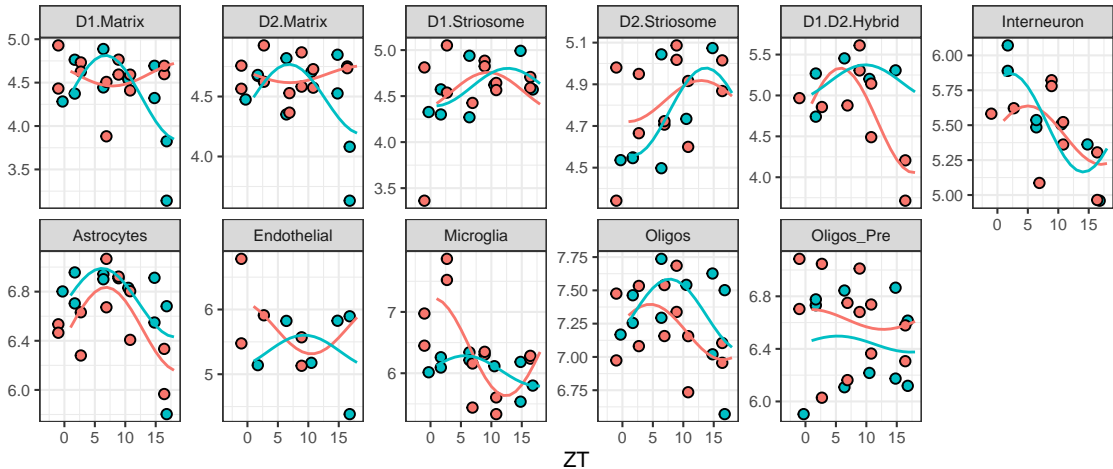 D1.Matrix D2.Matrix D1.Striosome D2.Striosome D1.D2.Hybrid Interneuron
5.0 4.5 4.0 3.5
4.5 4.0
5.0 4.5 4.0 3.5
5.1 4.8 4.5
5.5 5.0 4.5 4.0
6.00 5.75 5.50 5.25 5.00
0 5 10 15
Astrocytes Endothelial Microglia Oligos Oligos_Pre
6.8 6.4 6.0
6 5
7 6
7.75 7.50 7.25 7.00 6.75
6.8 6.4 6.0
0 5 10 15 0 5 10 15 0 5 10 15 0 5 10 15 0 5 10 15
ZT